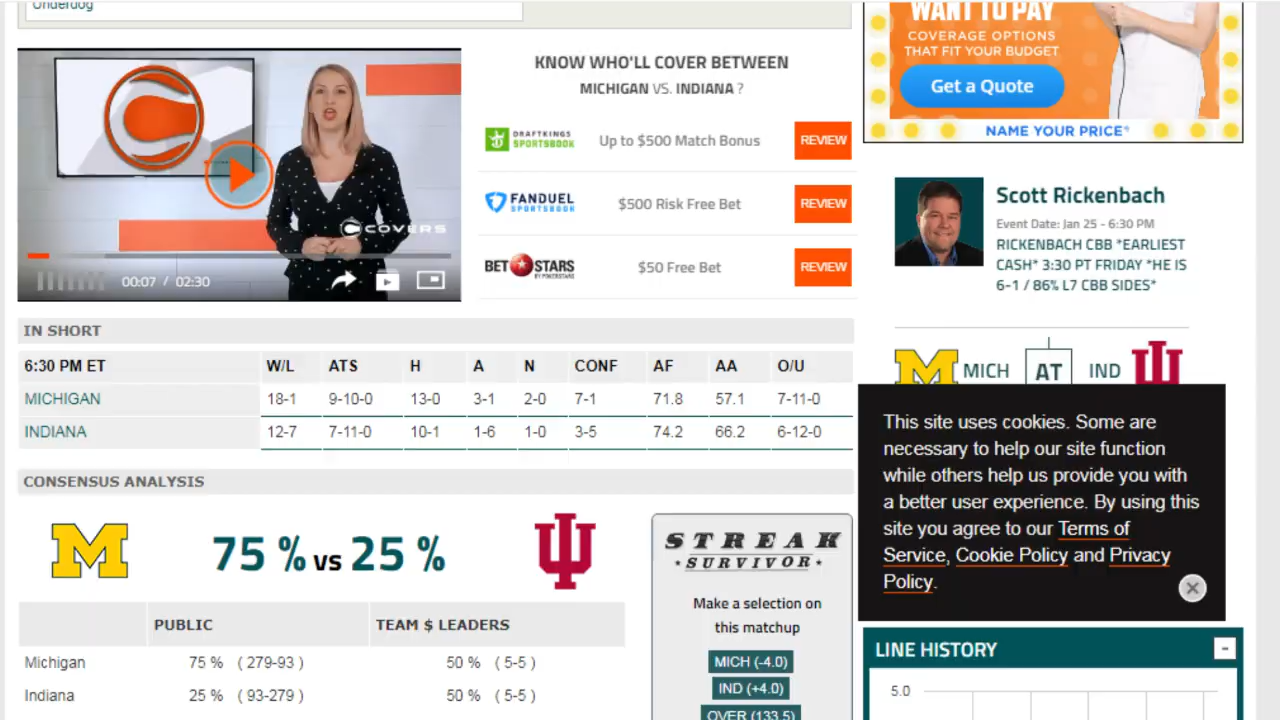 Underdog
KNOW WHO'LL COVER BETWEEN
MICHIGAN VS. INDIANA ?
DRAFTKINGS
SPORTSBOOK
Up to $500 Match Bonus
REVIEW
FANDUEL
SPORTSBOOK
$500 Risk Free Bet
REVIEW
BET STARS
BY POKERSTARS
$50 Free Bet
REVIEW
COVERS
00:07 / 02:30
WANT TO PAY
COVERAGE OPTIONS
THAT FIT YOUR BUDGET
Get a Quote
NAME YOUR PRICE®
Scott Rickenbach
Event Date: Jan 25 - 6:30 PM
RICKENBACH CBB *EARLIEST
CASH* 3:30 PT FRIDAY *HE IS
6-1 / 86% L7 CBB SIDES*
M MICH AT IND
IN SHORT
6:30 PM ET W/L ATS H A N CONF AF AA O/U
MICHIGAN 18-1 9-10-0 13-0 3-1 2-0 7-1 71.8 57.1 7-11-0
INDIANA 12-7 7-11-0 10-1 1-6 1-0 3-5 74.2 66.2 6-12-0
CONSENSUS ANALYSIS
M 75 % vs 25 %
PUBLIC TEAM $ LEADERS
Michigan 75 % ( 279-93 ) 50 % ( 5-5 )
Indiana 25 % ( 93-279 ) 50 % ( 5-5 )
STREAK
SURVIVOR
Make a selection on
this matchup
MICH (-4.0)
IND (+4.0)
OVER (133.5)
This site uses cookies. Some are
necessary to help our site function
while others help us provide you with
a better user experience. By using this
site you agree to our Terms of
Service, Cookie Policy and Privacy
Policy.
LINE HISTORY
5.0